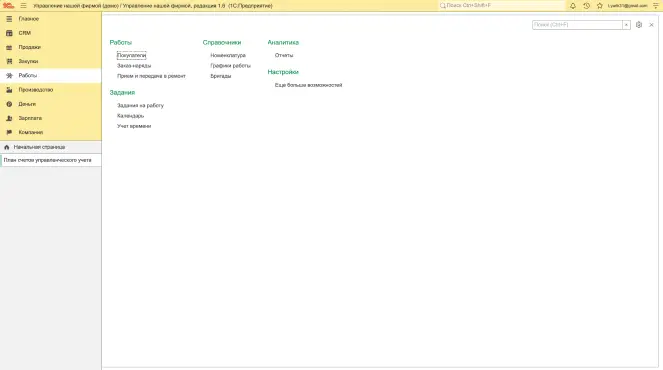 Управление нашей фирмой (демо) / Управление нашей фирмой, редакция 1.6 (1С:Предприятие)
Поиск Ctrl+Shift+F
Главное
CRM
Продажи
Закупки
Работы
Производство
Деньги
Зарплата
Компания
Начальная страница
План счетов управленческого учета
Поиск (Ctrl+F)
Работы
Покупатели
Заказ-наряды
Прием и передача в ремонт
Задания
Задания на работу
Календарь
Учет времени
Справочники
Номенклатура
Графики работы
Бригады
Аналитика
Отчеты
Настройки
Еще больше возможностей